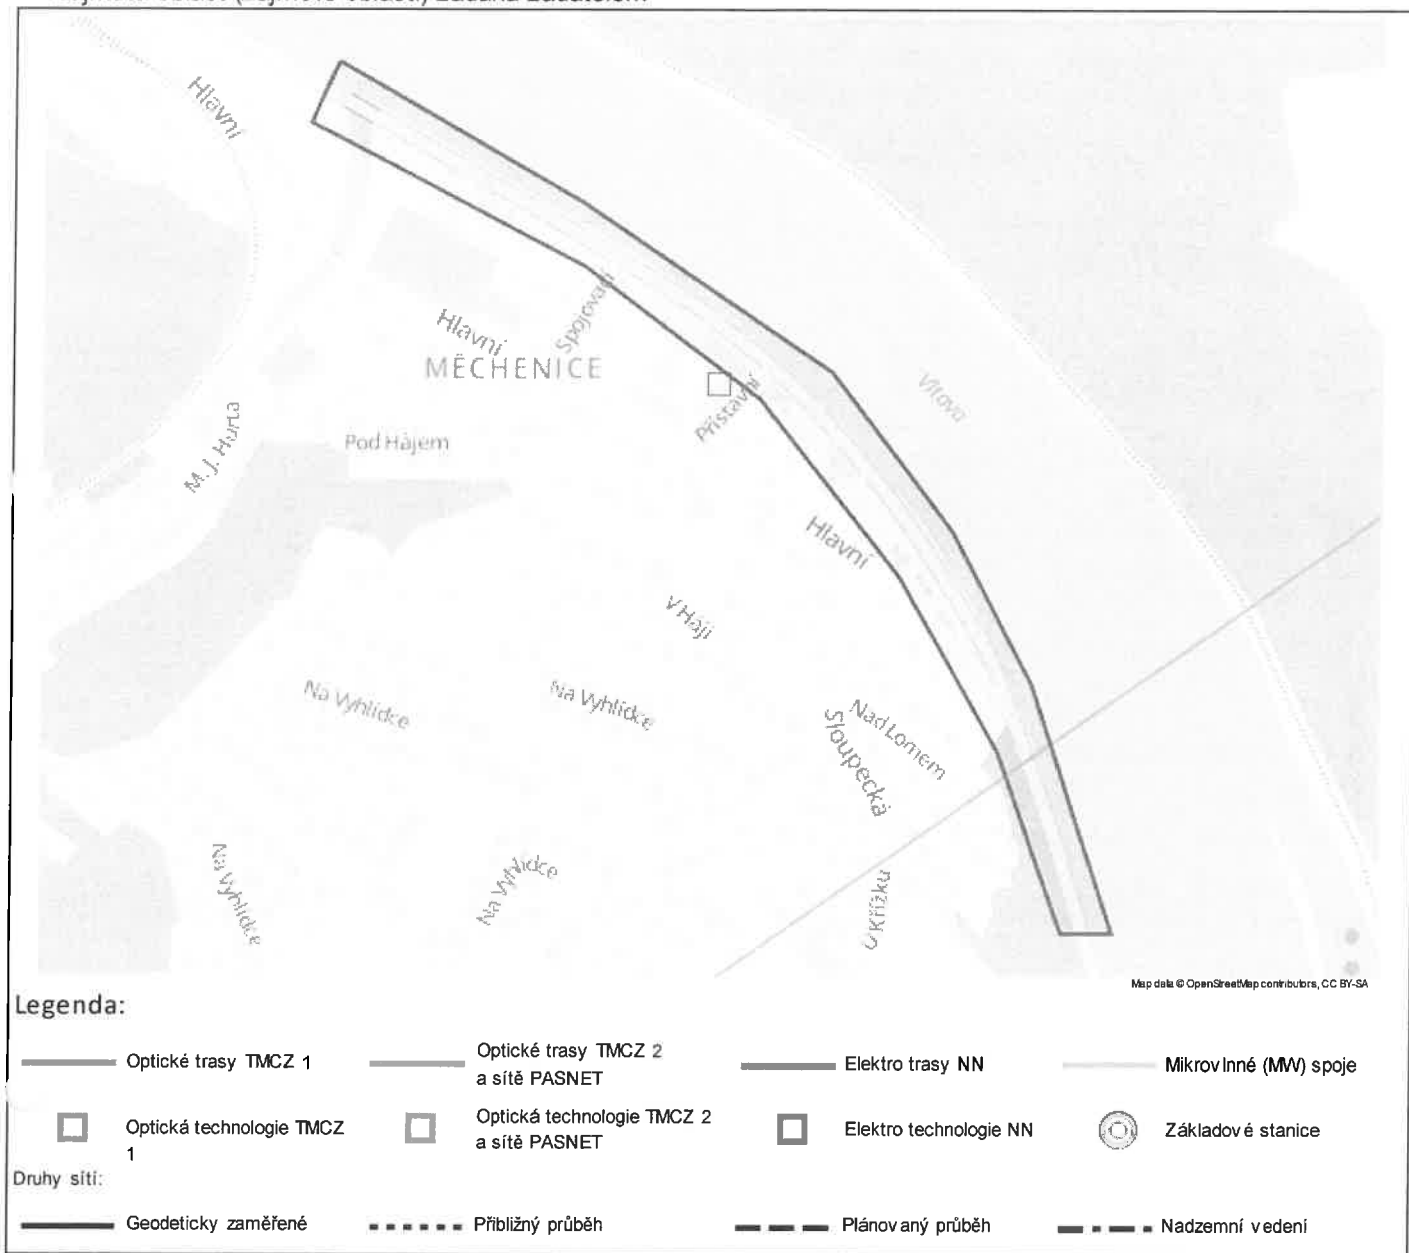 Hlavní
Spojovací
Hlavní
MĚCHENICE
Vltava
Přístavní
M. J. Hurta
Pod Hájem
Hlavní
V Háji
Na Vyhlídce
Na Vyhlídce
Nad Lomem
Sloupecká
Na Vyhlídce
Na Vyhlídce
U Křížku
Map data © OpenStreetMap contributors, CC BY-SA
Legenda:
Optické trasy TMCZ 1
Optické trasy TMCZ 2
a sítě PASNET
Elektro trasy NN
Mikrovlnné (MW) spoje
Optická technologie TMCZ
1
Optická technologie TMCZ 2
a sítě PASNET
Elektro technologie NN
Základové stanice
Druhy sítí:
Geodeticky zaměřené
Přibližný průběh
Plánovaný průběh
Nadzemní vedení